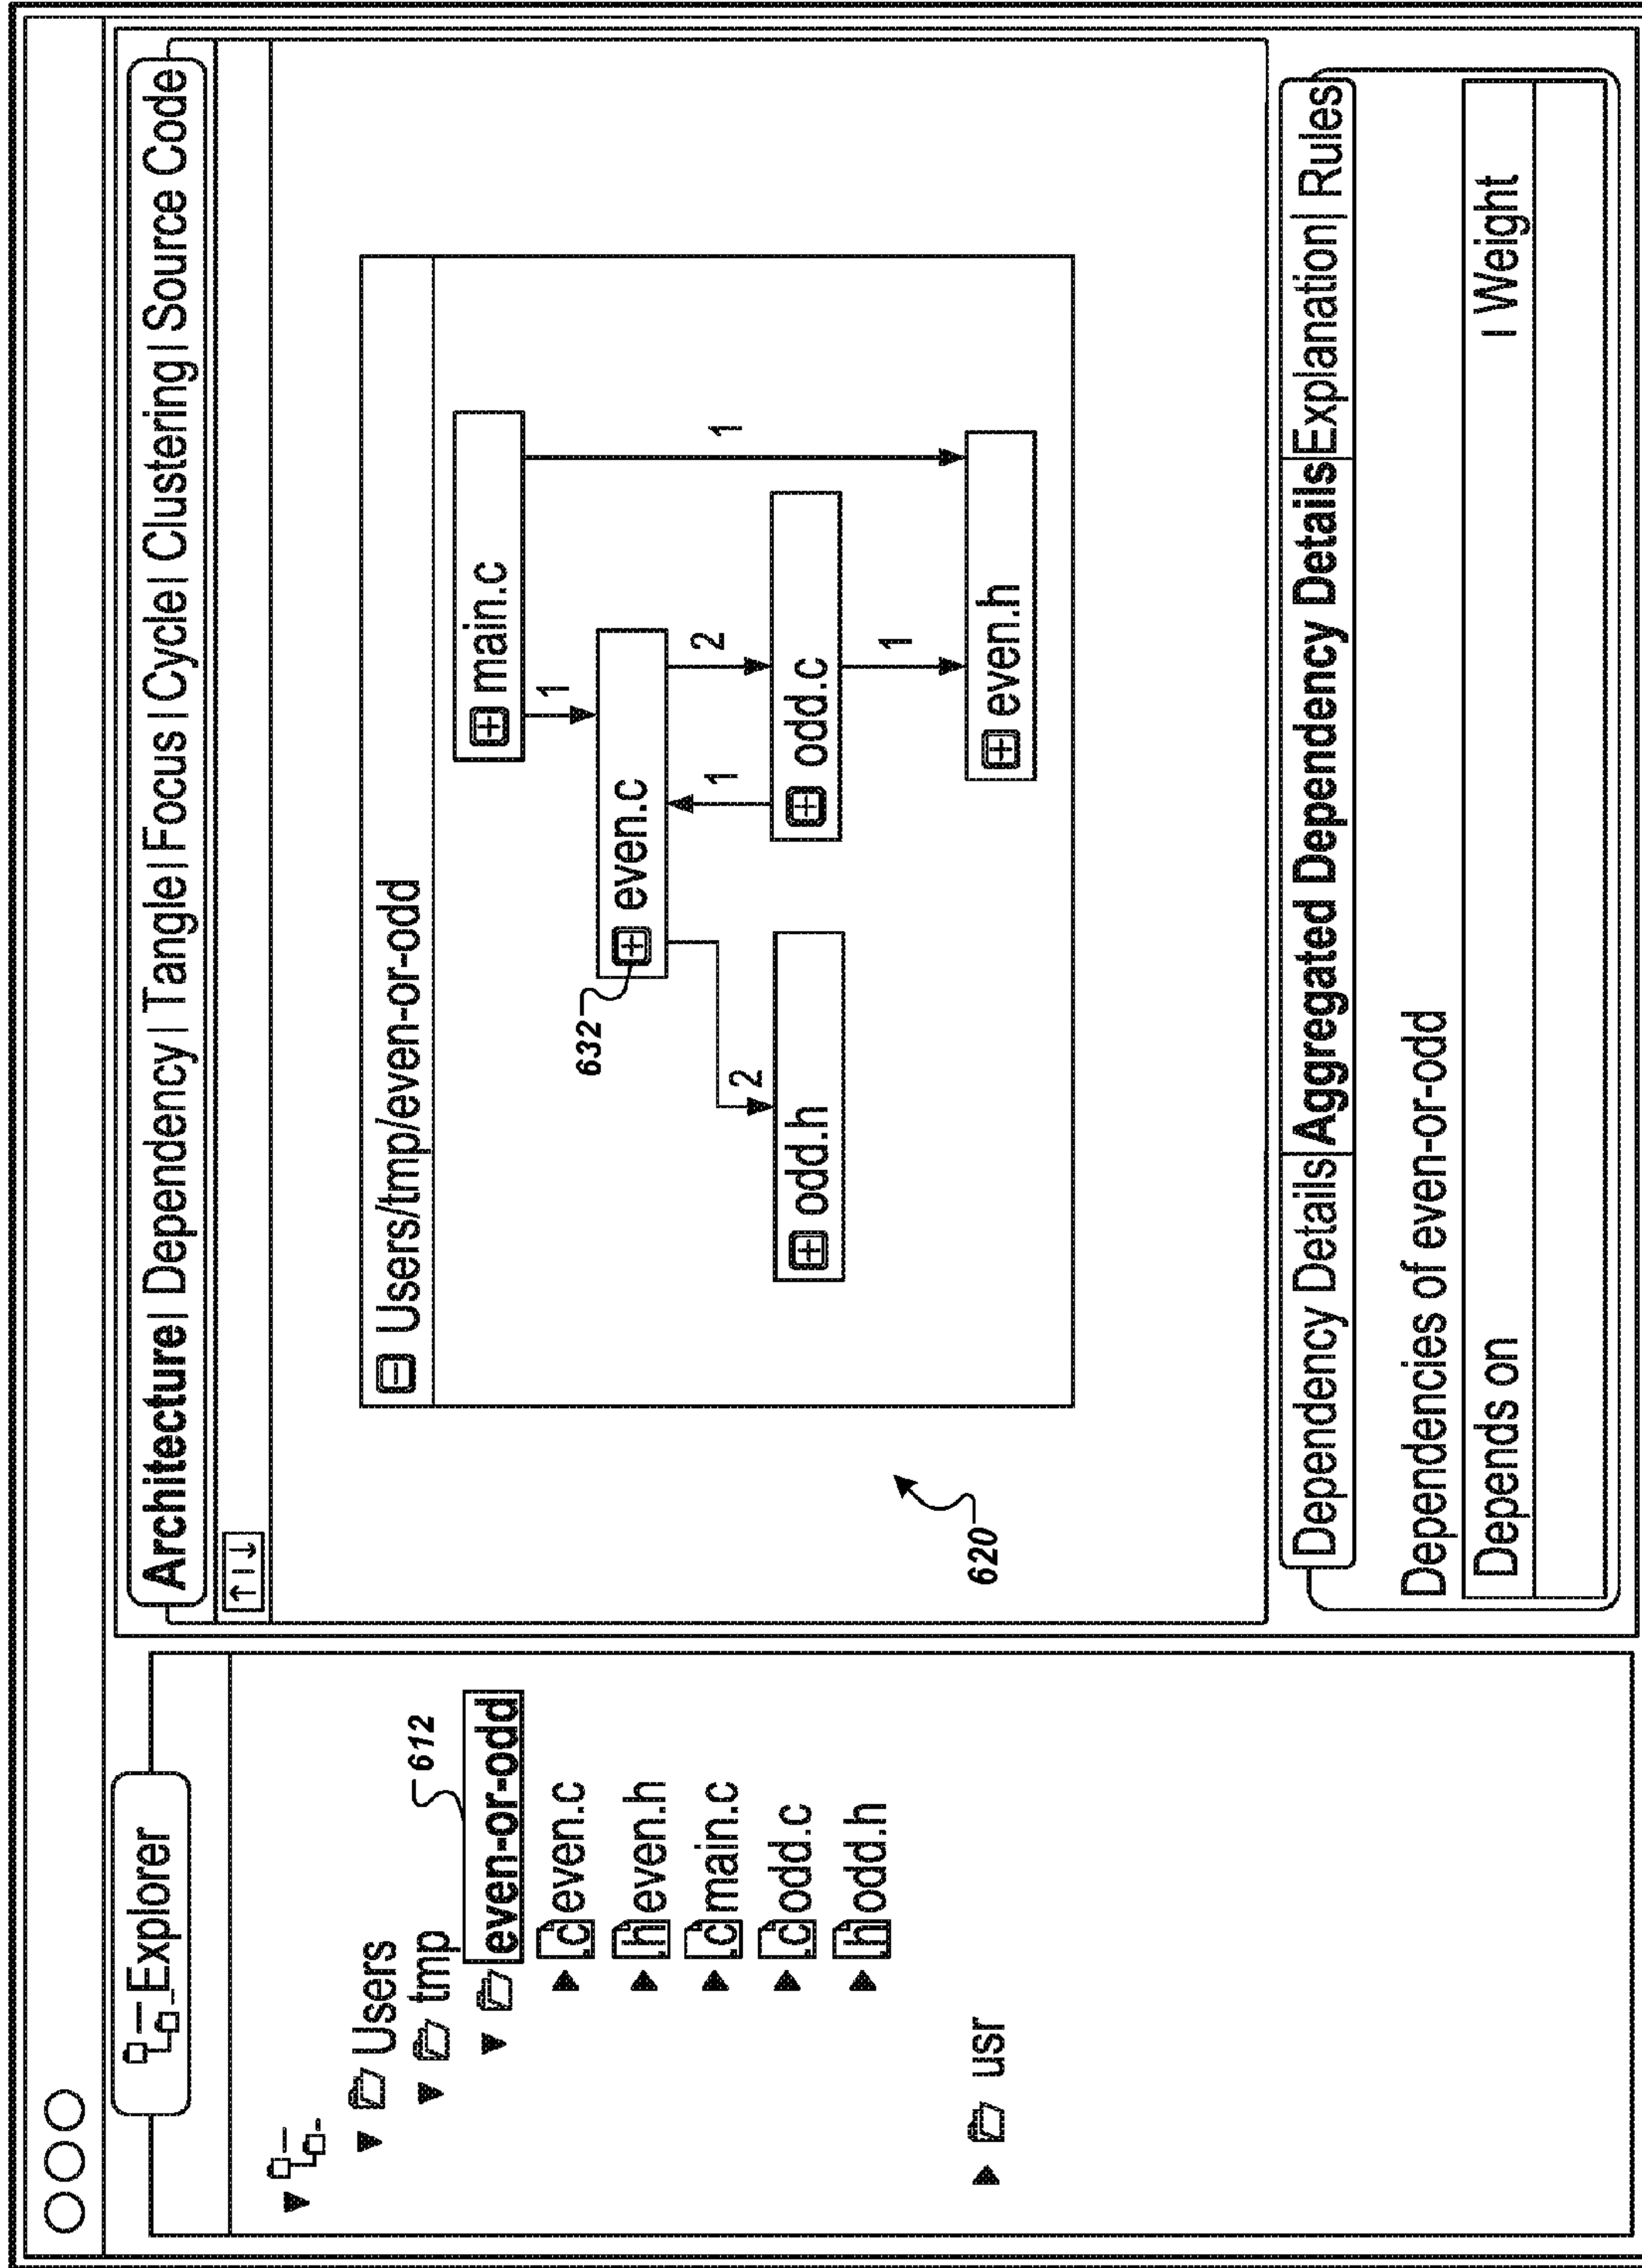 Explorer
Users
tmp
612
even-or-odd
.c even.c
.h even.h
.c main.c
.c odd.c
.h odd.h
usr
Architecture| Dependency | Tangle|Focus |Cycle| Clustering| Source Code
Users/tmp/even-or-odd
main.c
1
632
even.c
1
2
1
2
odd.h
odd.c
1
even.h
620
Dependency Details|Aggregated Dependency Details|Explanation| Rules
Dependencies of even-or-odd
Depends on | Weight